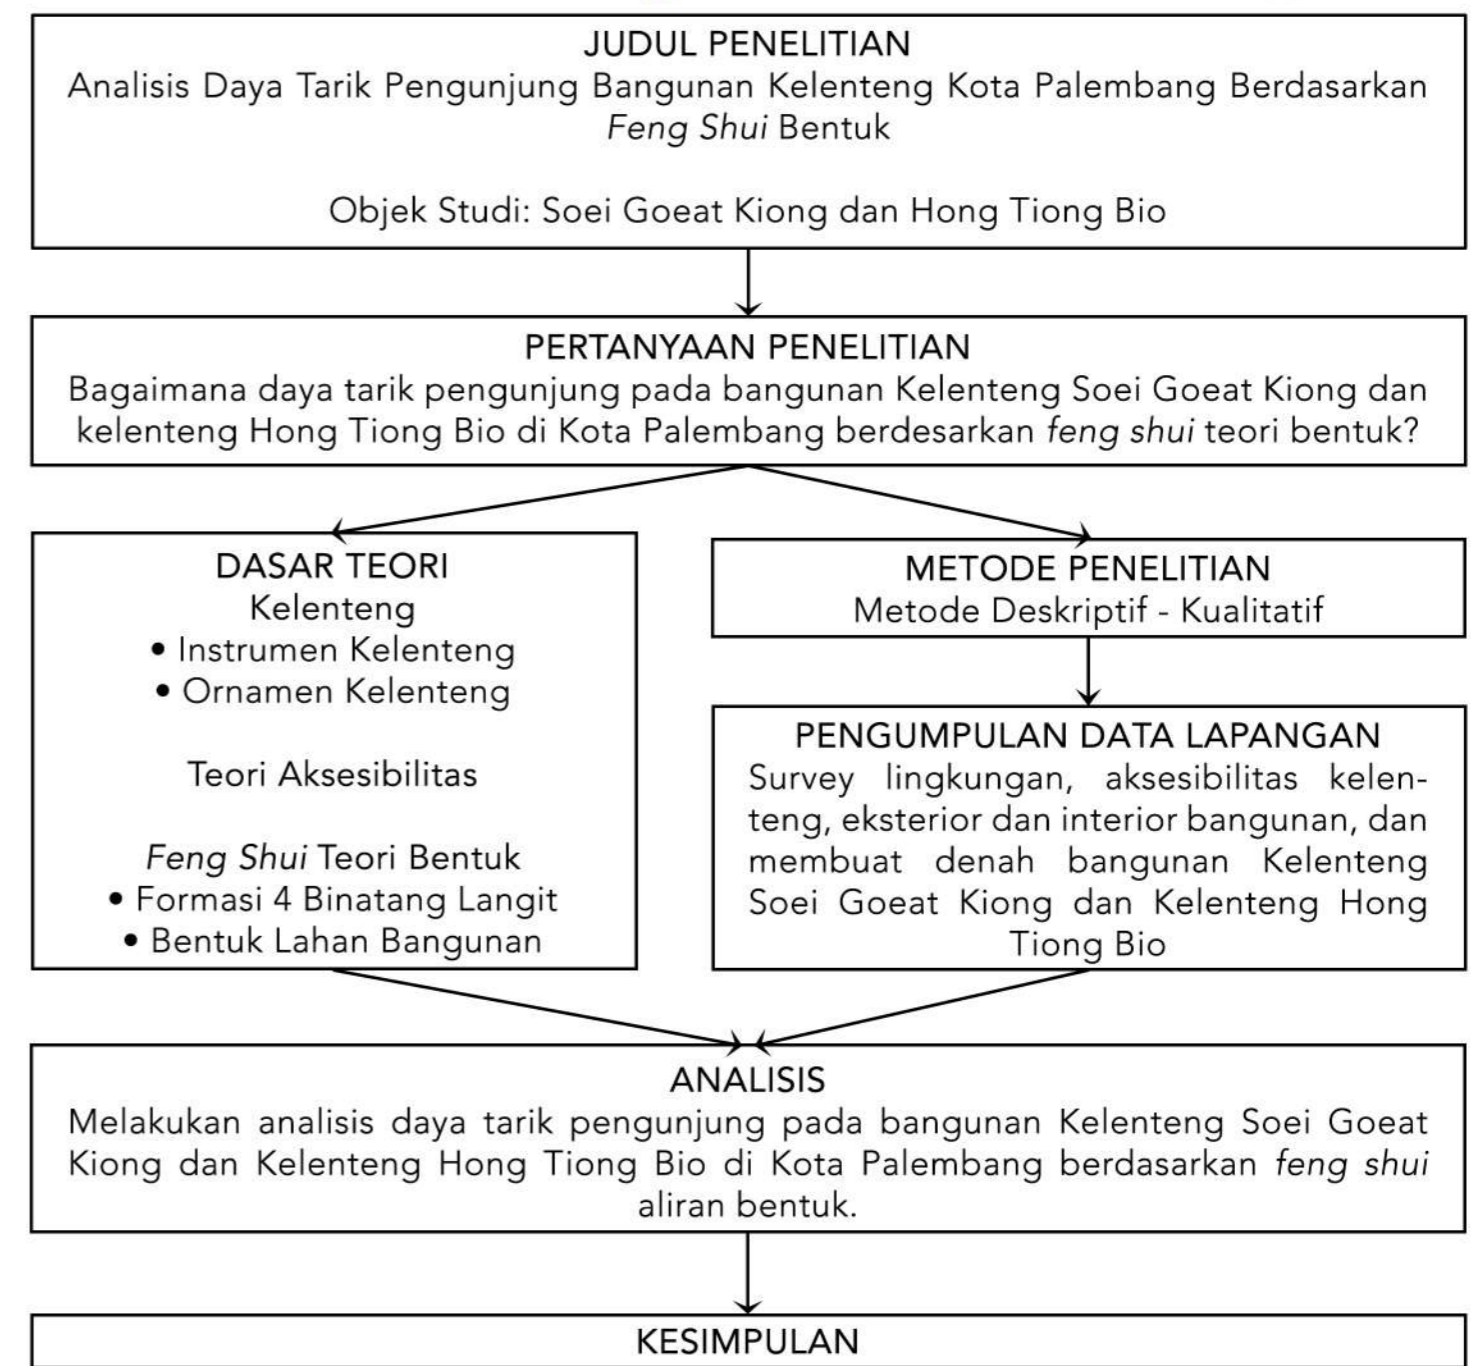 JUDUL PENELITIAN
Analisis Daya Tarik Pengunjung Bangunan Kelenteng Kota Palembang Berdasarkan
Feng Shui Bentuk
Objek Studi: Soei Goeat Kiong dan Hong Tiong Bio
PERTANYAAN PENELITIAN
Bagaimana daya tarik pengunjung pada bangunan Kelenteng Soei Goeat Kiong dan
kelenteng Hong Tiong Bio di Kota Palembang berdesarkan feng shui teori bentuk?
DASAR TEORI
Kelenteng
• Instrumen Kelenteng
• Ornamen Kelenteng
Teori Aksesibilitas
Feng Shui Teori Bentuk
• Formasi 4 Binatang Langit
• Bentuk Lahan Bangunan
METODE PENELITIAN
Metode Deskriptif - Kualitatif
PENGUMPULAN DATA LAPANGAN
Survey lingkungan, aksesibilitas kelen-
teng, eksterior dan interior bangunan, dan
membuat denah bangunan Kelenteng
Soei Goeat Kiong dan Kelenteng Hong
Tiong Bio
ANALISIS
Melakukan analisis daya tarik pengunjung pada bangunan Kelenteng Soei Goeat
Kiong dan Kelenteng Hong Tiong Bio di Kota Palembang berdasarkan feng shui
aliran bentuk.
KESIMPULAN